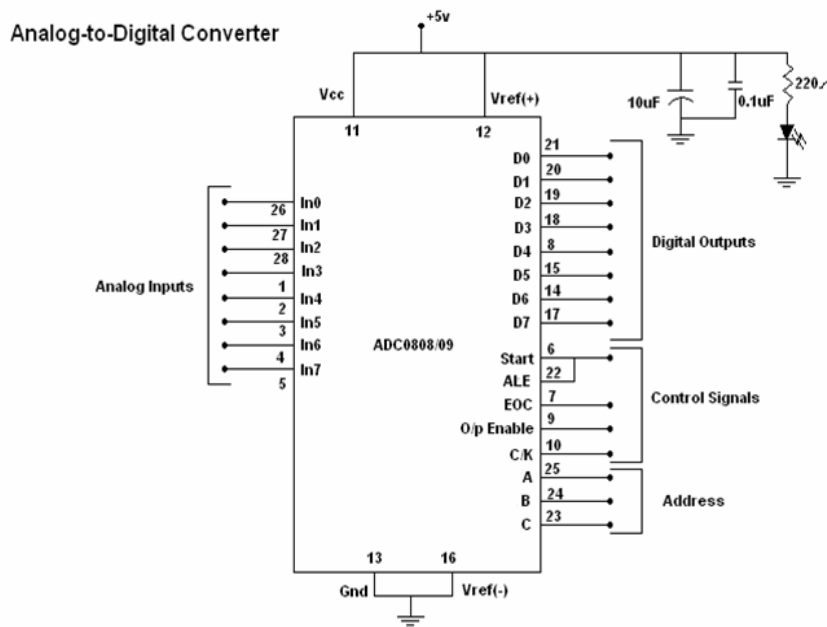 Analog-to-Digital Converter
+5v
Vcc
Vref(+)
10uF
0.1uF
220
11
12
21
D0
20
D1
19
D2
18
D3
8
D4
15
D5
14
D6
17
D7
Digital Outputs
Analog Inputs
In0
26
In1
27
In2
28
In3
1
In4
2
In5
3
In6
4
In7
5
ADC0808/09
6
Start
22
ALE
7
EOC
9
O/p Enable
10
C/K
Control Signals
25
A
24
B
23
C
Address
13
16
Gnd
Vref(-)